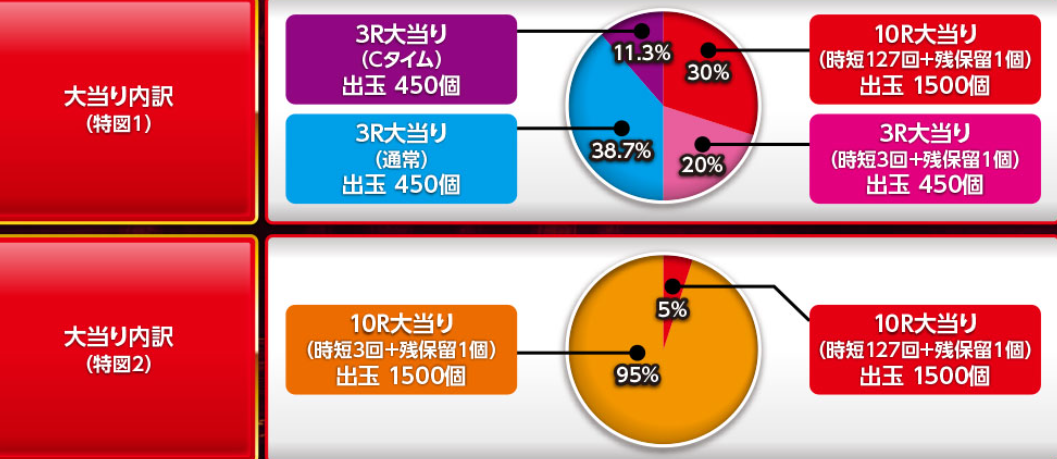 大当り内訳
(特図1)
3R大当り
(Cタイム)
出玉 450個
3R大当り
(通常)
出玉 450個
11.3%
30%
38.7%
20%
10R大当り
(時短127回+残保留1個)
出玉 1500個
3R大当り
(時短3回+残保留1個)
出玉 450個
大当り内訳
(特図2)
10R大当り
(時短3回+残保留1個)
出玉 1500個
5%
95%
10R大当り
(時短127回+残保留1個)
出玉 1500個